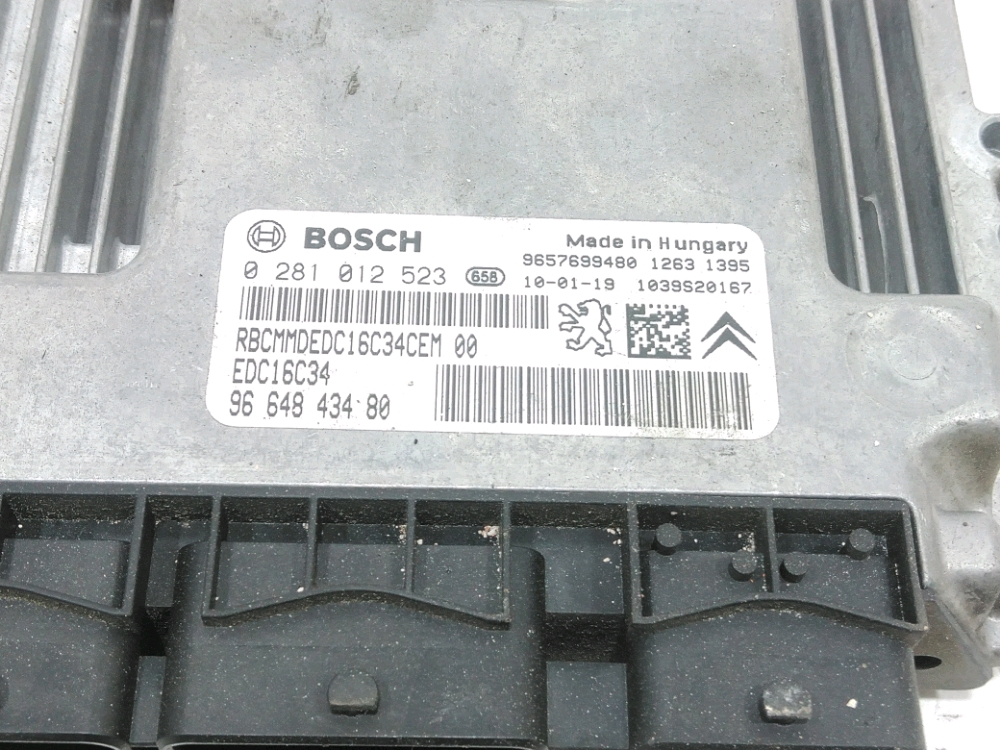 BOSCH
Made in Hungary
0 281 012 523 658
9657699480 1263 1395
10-01-19 1039S20167
RBCMMDEDC16C34CEM 00
EDC16C34
96 648 434 80